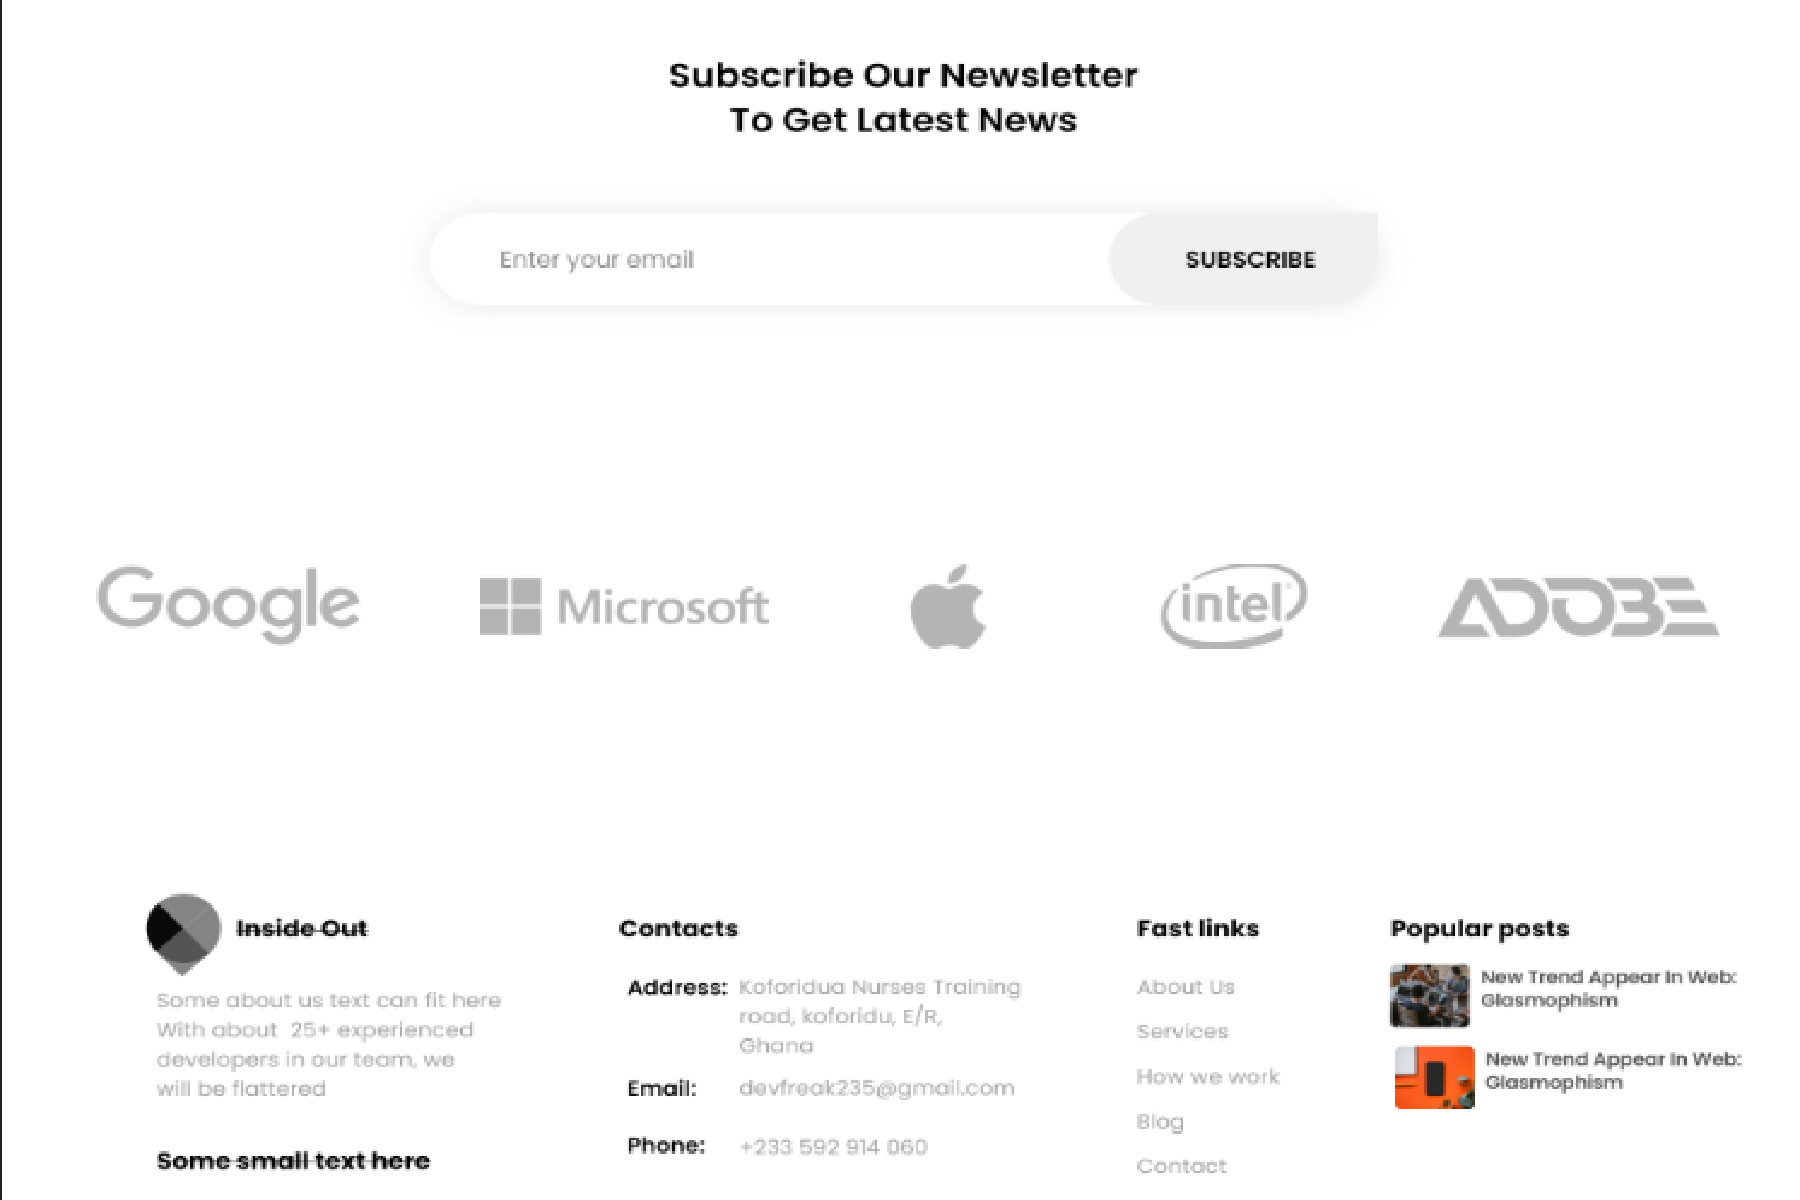 Subscribe Our Newsletter
To Get Latest News
Enter your email
SUBSCRIBE
Google
Microsoft
intel
ADOBE
Inside Out
Some about us text can fit here
With about 25+ experienced
developers in our team, we
will be flattered
Some small text here
Contacts
Address: Koforidua Nurses Training
road, koforidu, E/R,
Ghana
Email: devfreak235@gmail.com
Phone: +233 592 914 060
Fast links
About Us
Services
How we work
Blog
Contact
Popular posts
New Trend Appear In Web:
Glasmophism
New Trend Appear In Web:
Glasmophism